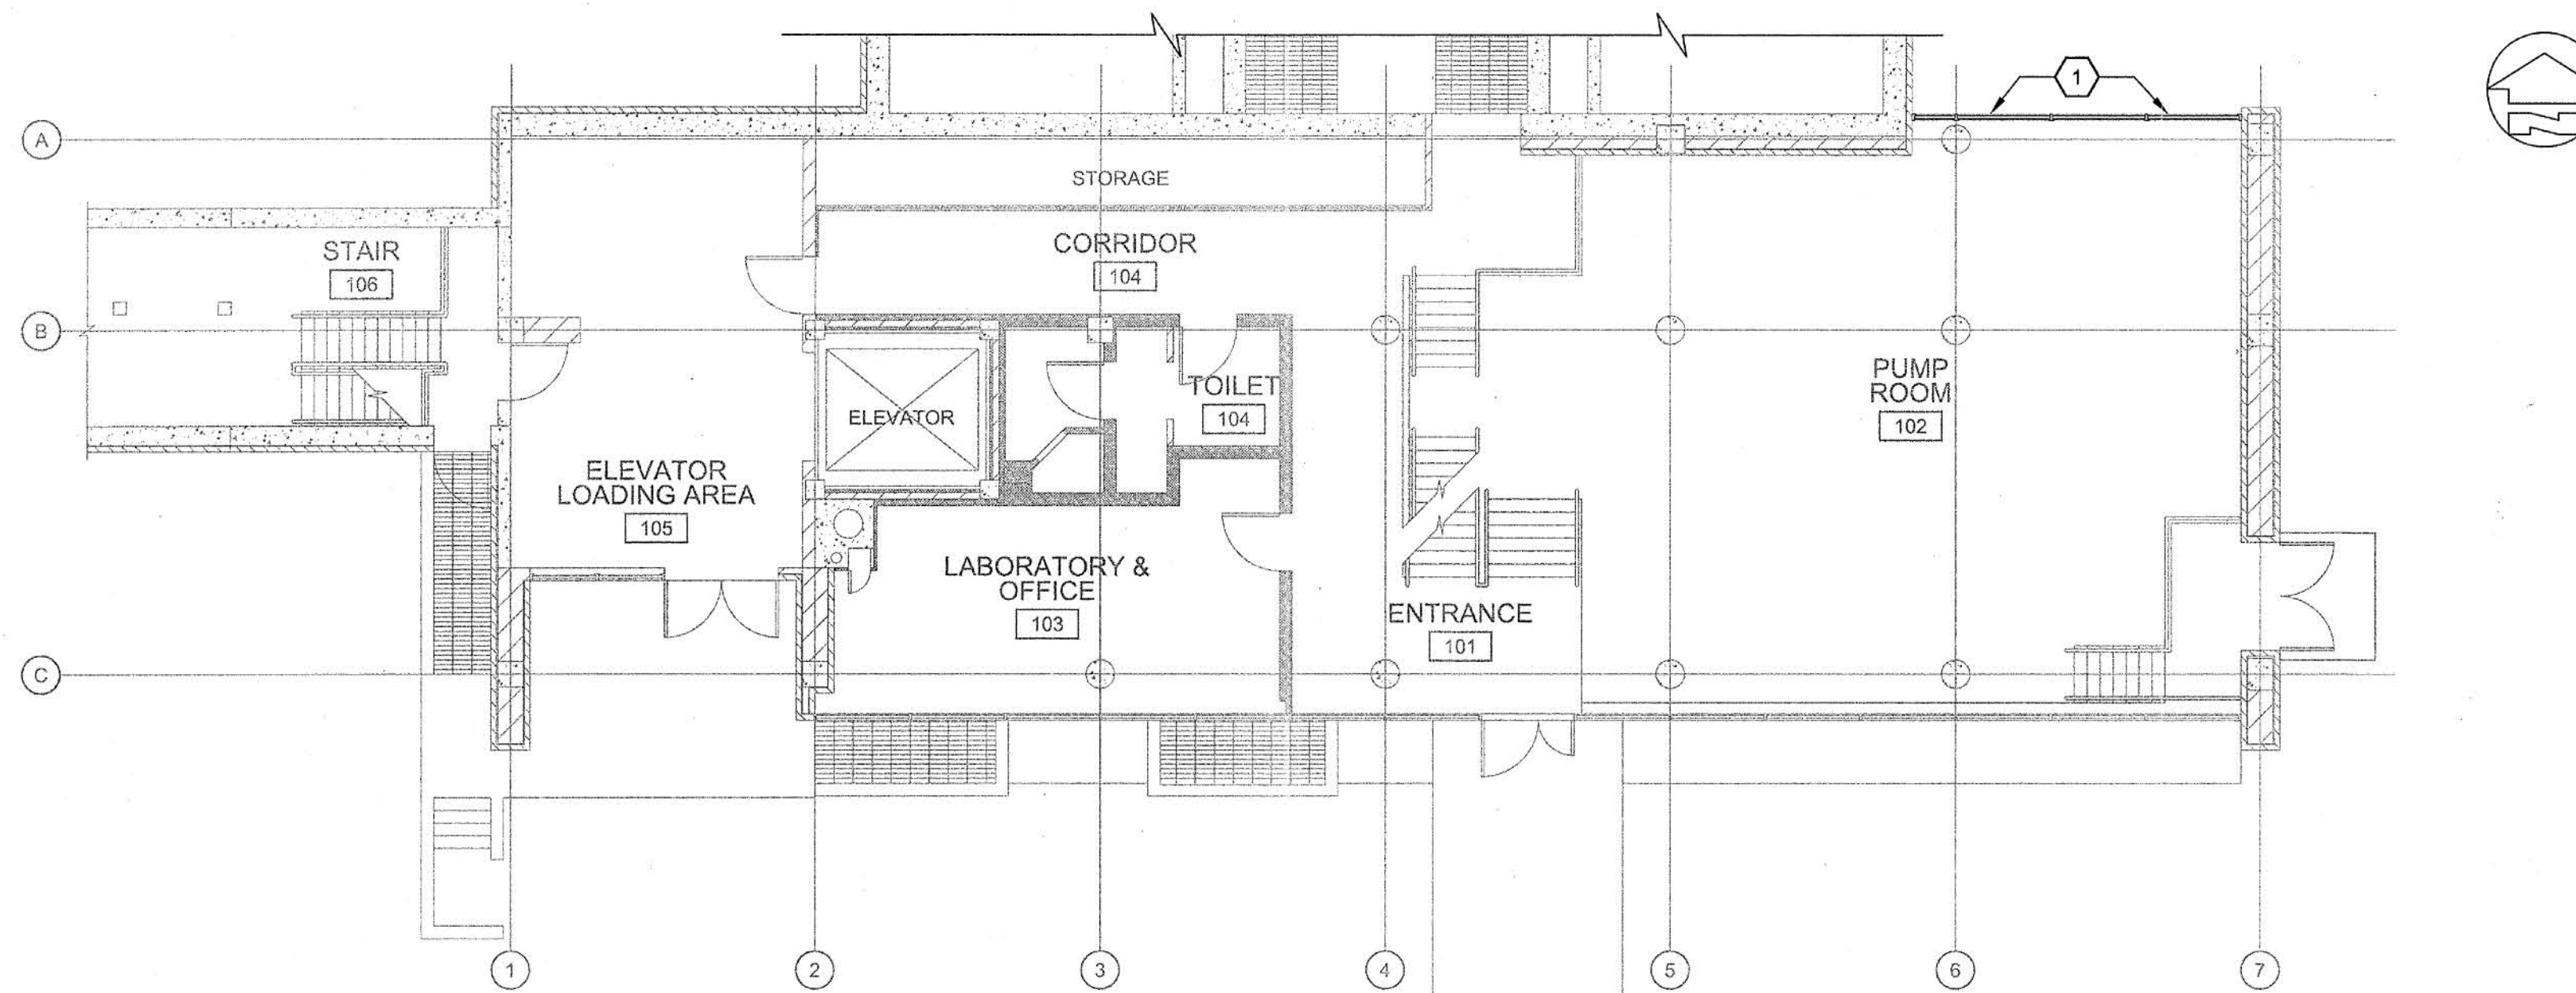 1
A
STORAGE
STAIR
106
CORRIDOR
104
B
PUMP
ROOM
102
TOILET
104
ELEVATOR
ELEVATOR
LOADING AREA
105
LABORATORY &
OFFICE
103
ENTRANCE
101
C
1
2
3
4
5
6
7